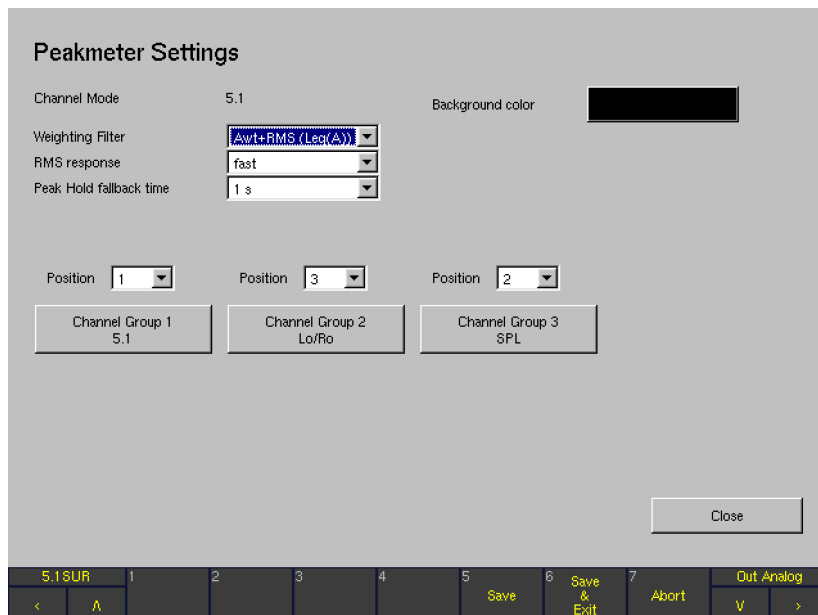 Peakmeter Settings
Channel Mode 5.1
Background color
Weighting Filter Awt+RMS (Leq(A))
RMS response fast
Peak Hold fallback time 1 s
Position 1 Position 3 Position 2
Channel Group 1
5.1
Channel Group 2
Lo/Ro
Channel Group 3
SPL
Close
5.1SUR 1 2 3 4 5 6 7 Out Analog
< Λ Save Save & Exit Abort V >